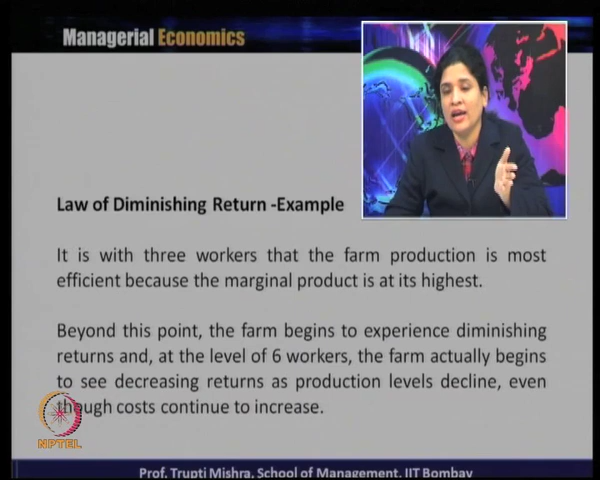 Managerial Economics
Law of Diminishing Return -Example
It is with three workers that the farm production is most
efficient because the marginal product is at its highest.
Beyond this point, the farm begins to experience diminishing
returns and, at the level of 6 workers, the farm actually begins
to see decreasing returns as production levels decline, even
though costs continue to increase.
NPTEL
Prof. Trupti Mishra, School of Management, IIT Bombay